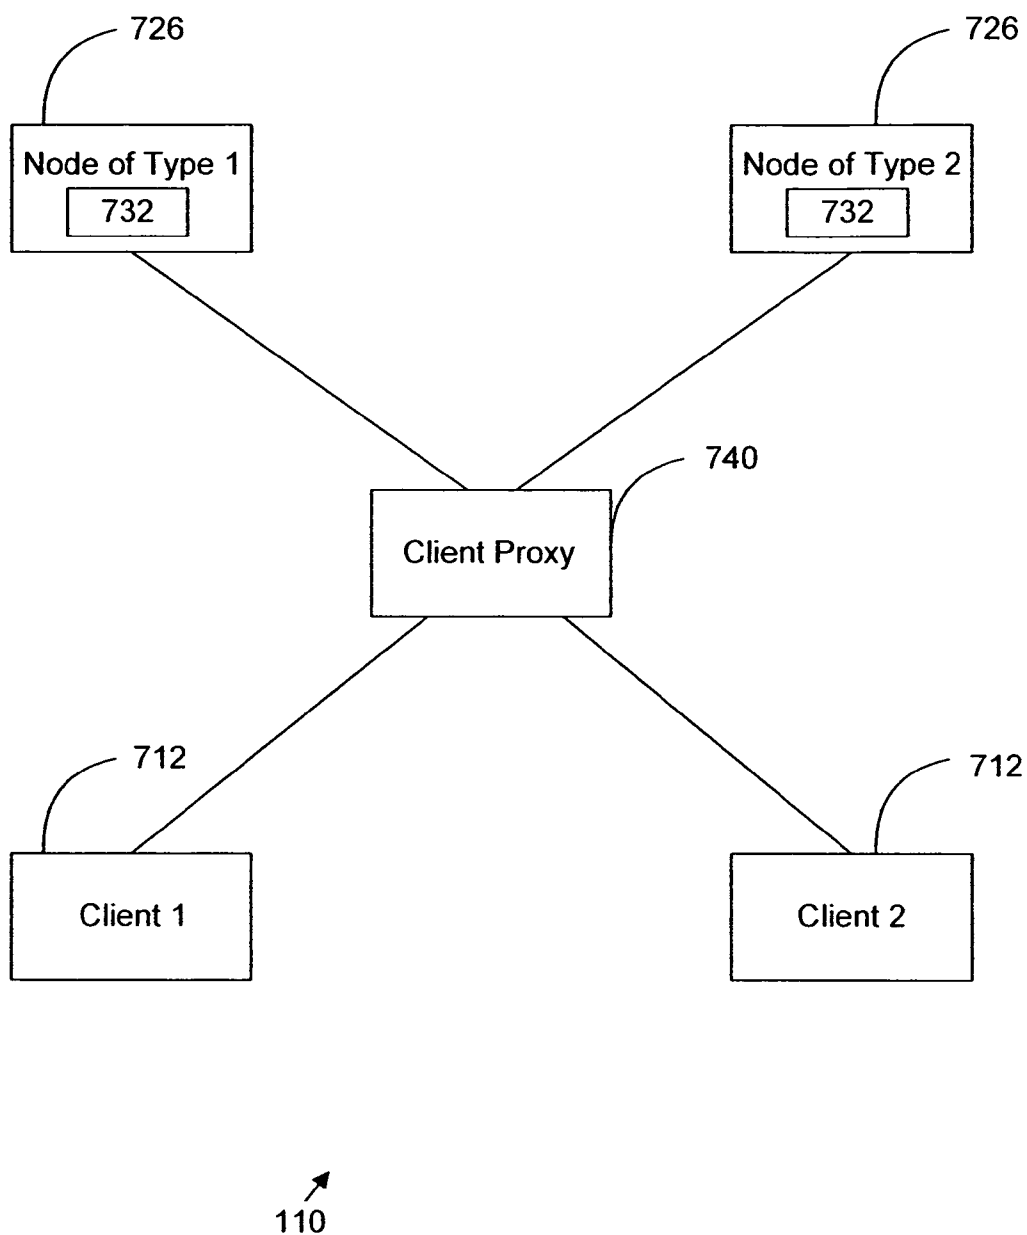 726
726
Node of Type 1
732
Node of Type 2
732
740
Client Proxy
712
712
Client 1
Client 2
110